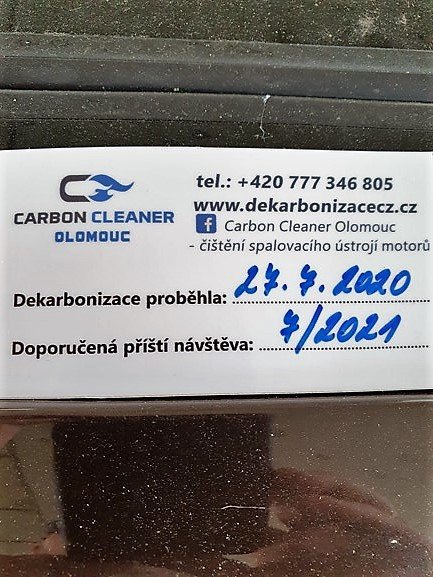 CARBON CLEANER
OLOMOUC
tel.: +420 777 346 805
www.dekarbonizacecz.cz
Carbon Cleaner Olomouc
- čištění spalovacího ústrojí motorů
Dekarbonizace proběhla: 27. 7. 2020
Doporučená příští návštěva: 7/2021